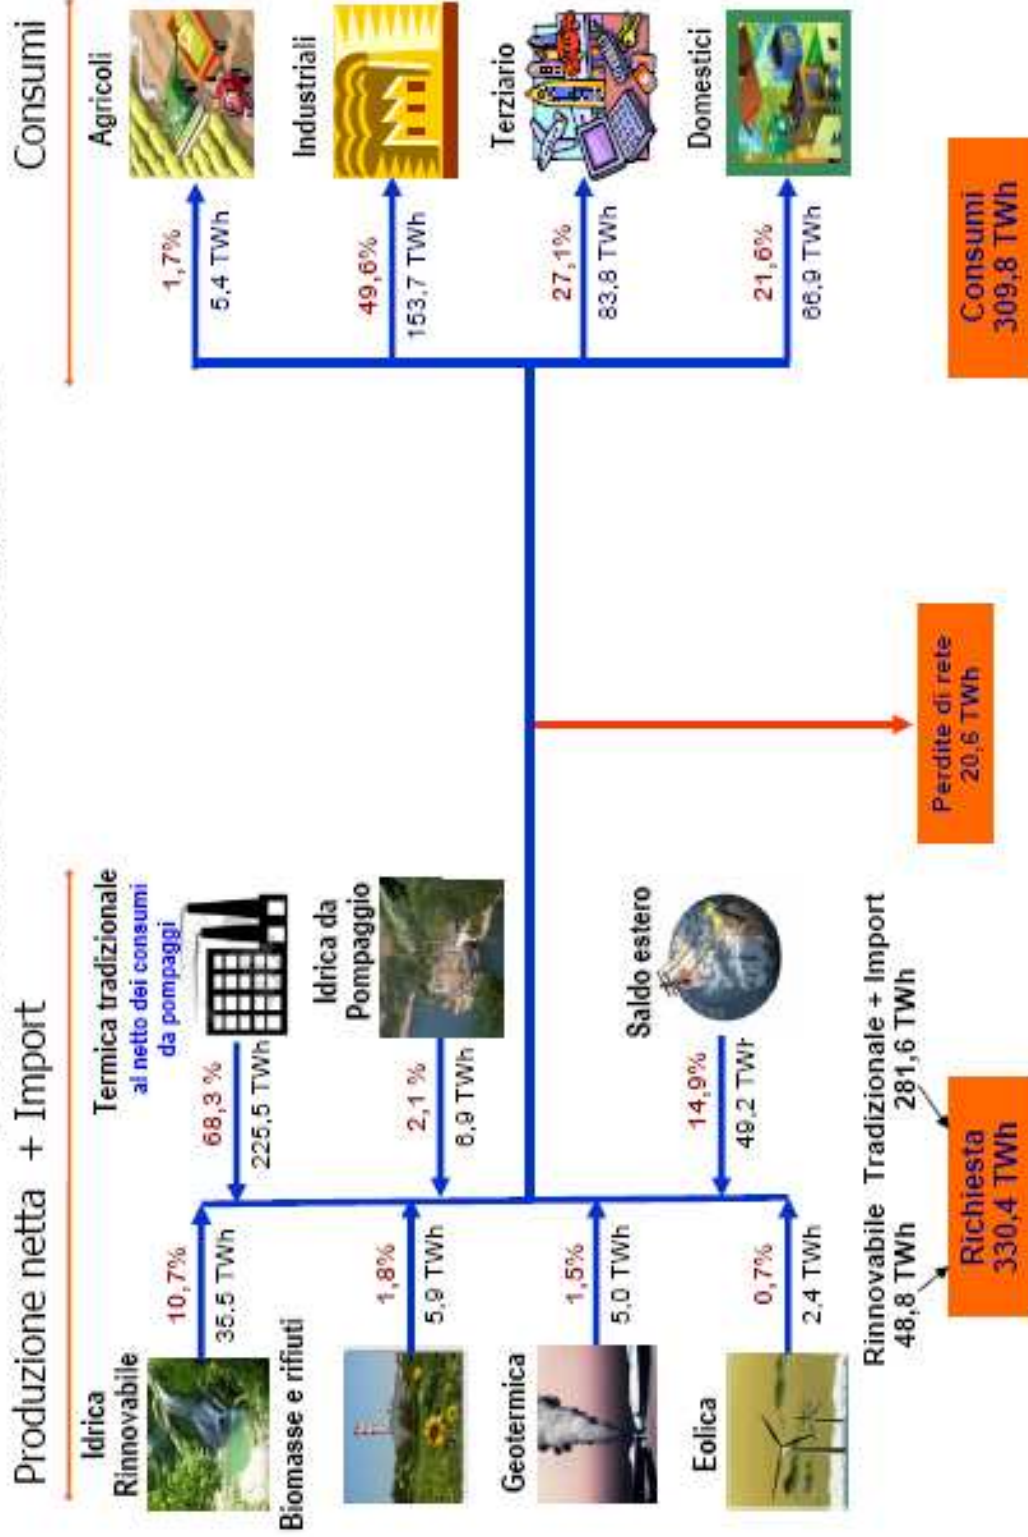 Produzione netta + Import
Consumi
Idrica
Rinnovabile
10,7%
35,5 TWh
Biomasse e rifiuti
1,8%
5,9 TWh
Geotermica
1,5%
5,0 TWh
Eolica
0,7%
2,4 TWh
Termica tradizionale
al netto dei consumi
da pompaggi
68,3 %
225,5 TWh
Idrica da
Pompaggio
2,1 %
6,9 TWh
Saldo estero
14,9%
49,2 TWh
Rinnovabile
48,8 TWh
Tradizionale + Import
281,6 TWh
Richiesta
330,4 TWh
Perdite di rete
20,6 TWh
Agricoli
1,7%
5,4 TWh
Industriali
49,6%
153,7 TWh
Terziario
27,1%
83,8 TWh
Domestici
21,6%
66,9 TWh
Consumi
309,8 TWh